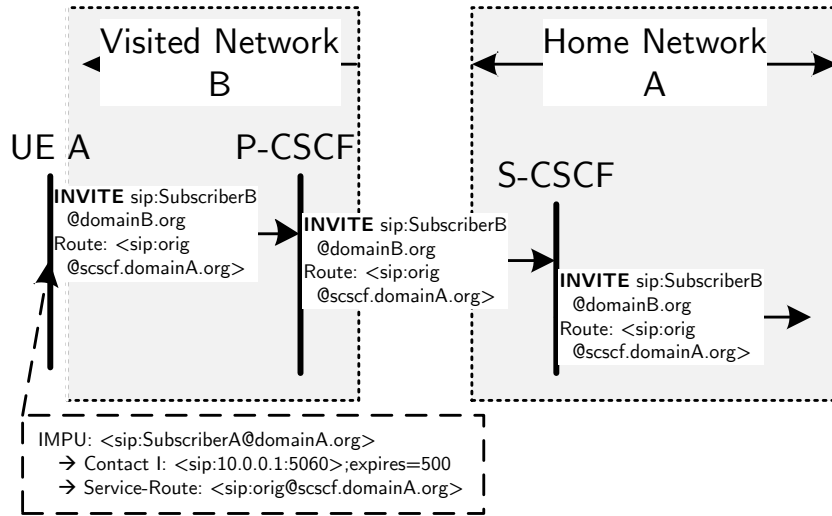 Visited Network
B
Home Network
A
UE A
P-CSCF
S-CSCF
INVITE sip:SubscriberB
@domainB.org
Route: <sip:orig
@scscf.domainA.org>
INVITE sip:SubscriberB
@domainB.org
Route: <sip:orig
@scscf.domainA.org>
INVITE sip:SubscriberB
@domainB.org
Route: <sip:orig
@scscf.domainA.org>
IMPU: <sip:SubscriberA@domainA.org>
→ Contact I: <sip:10.0.0.1:5060>;expires=500
→ Service-Route: <sip:orig@scscf.domainA.org>